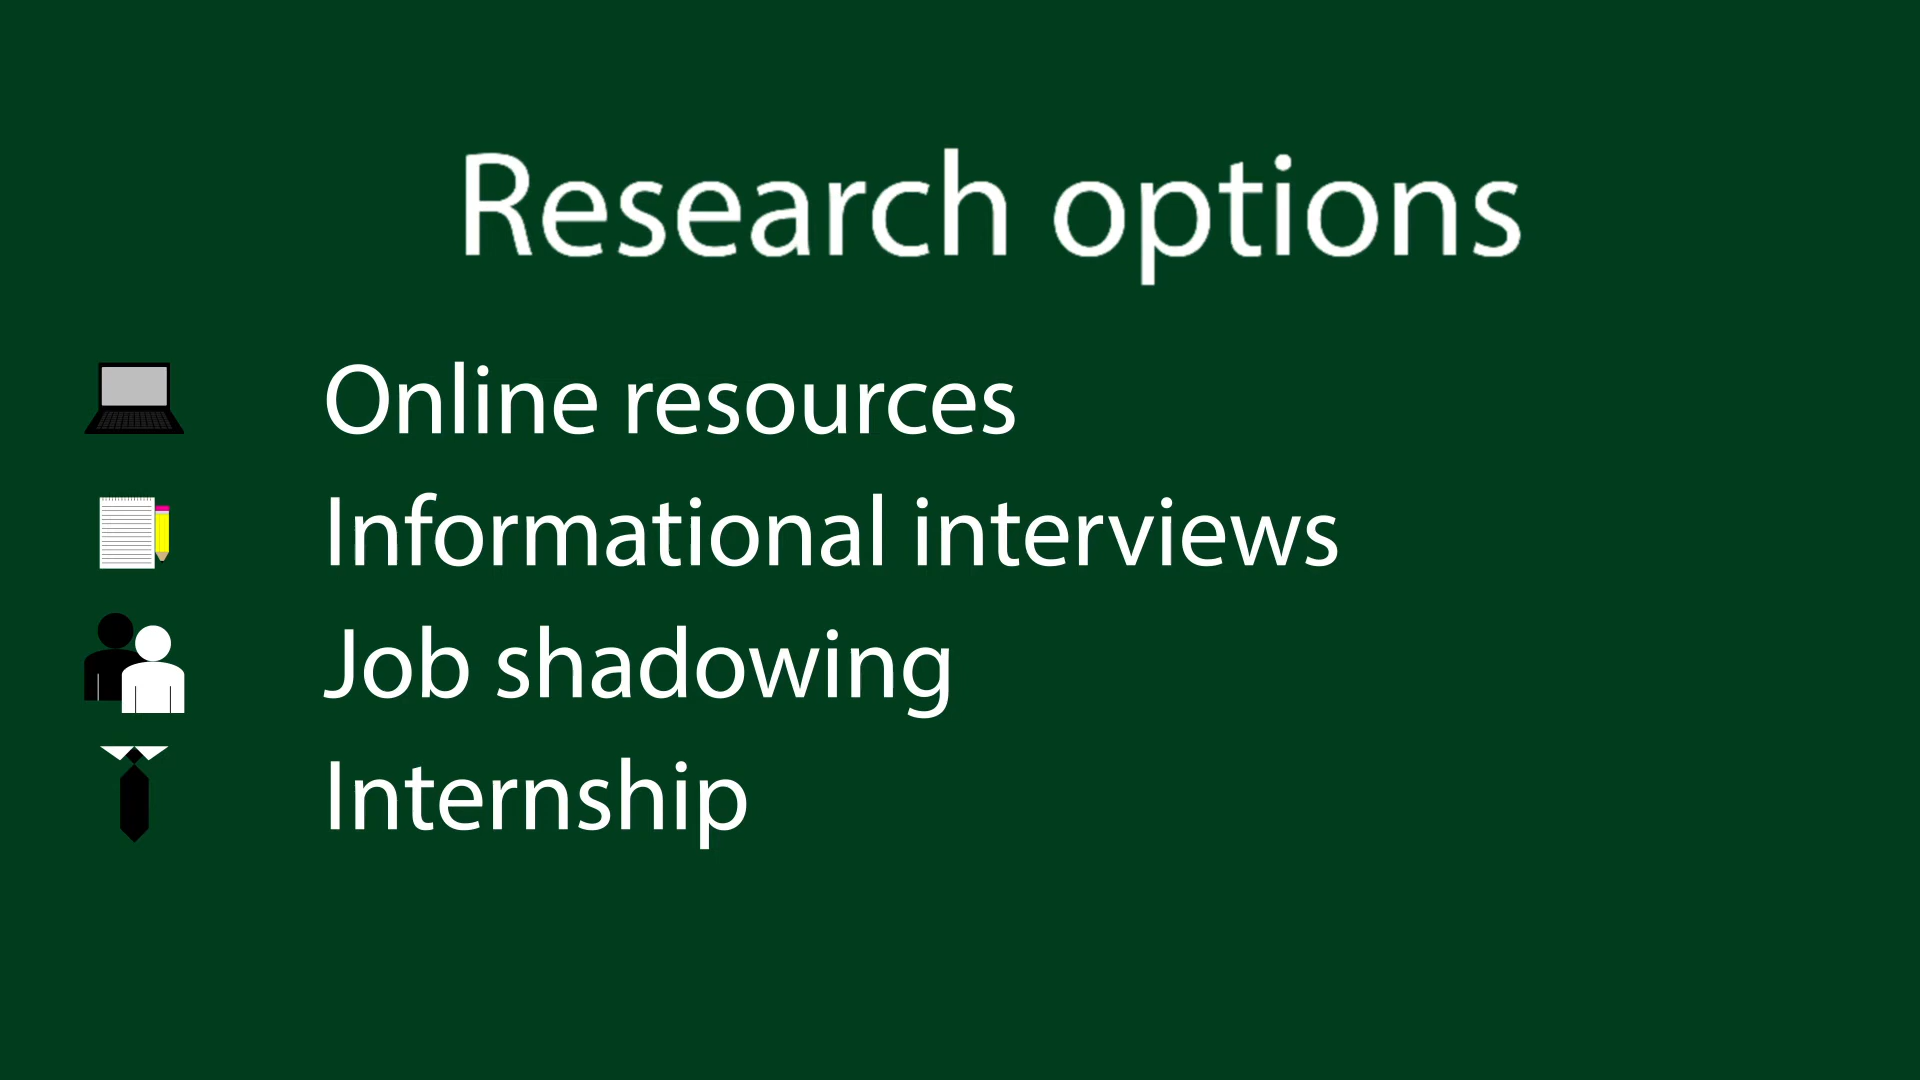 Research options
Online resources
Informational interviews
Job shadowing
Internship